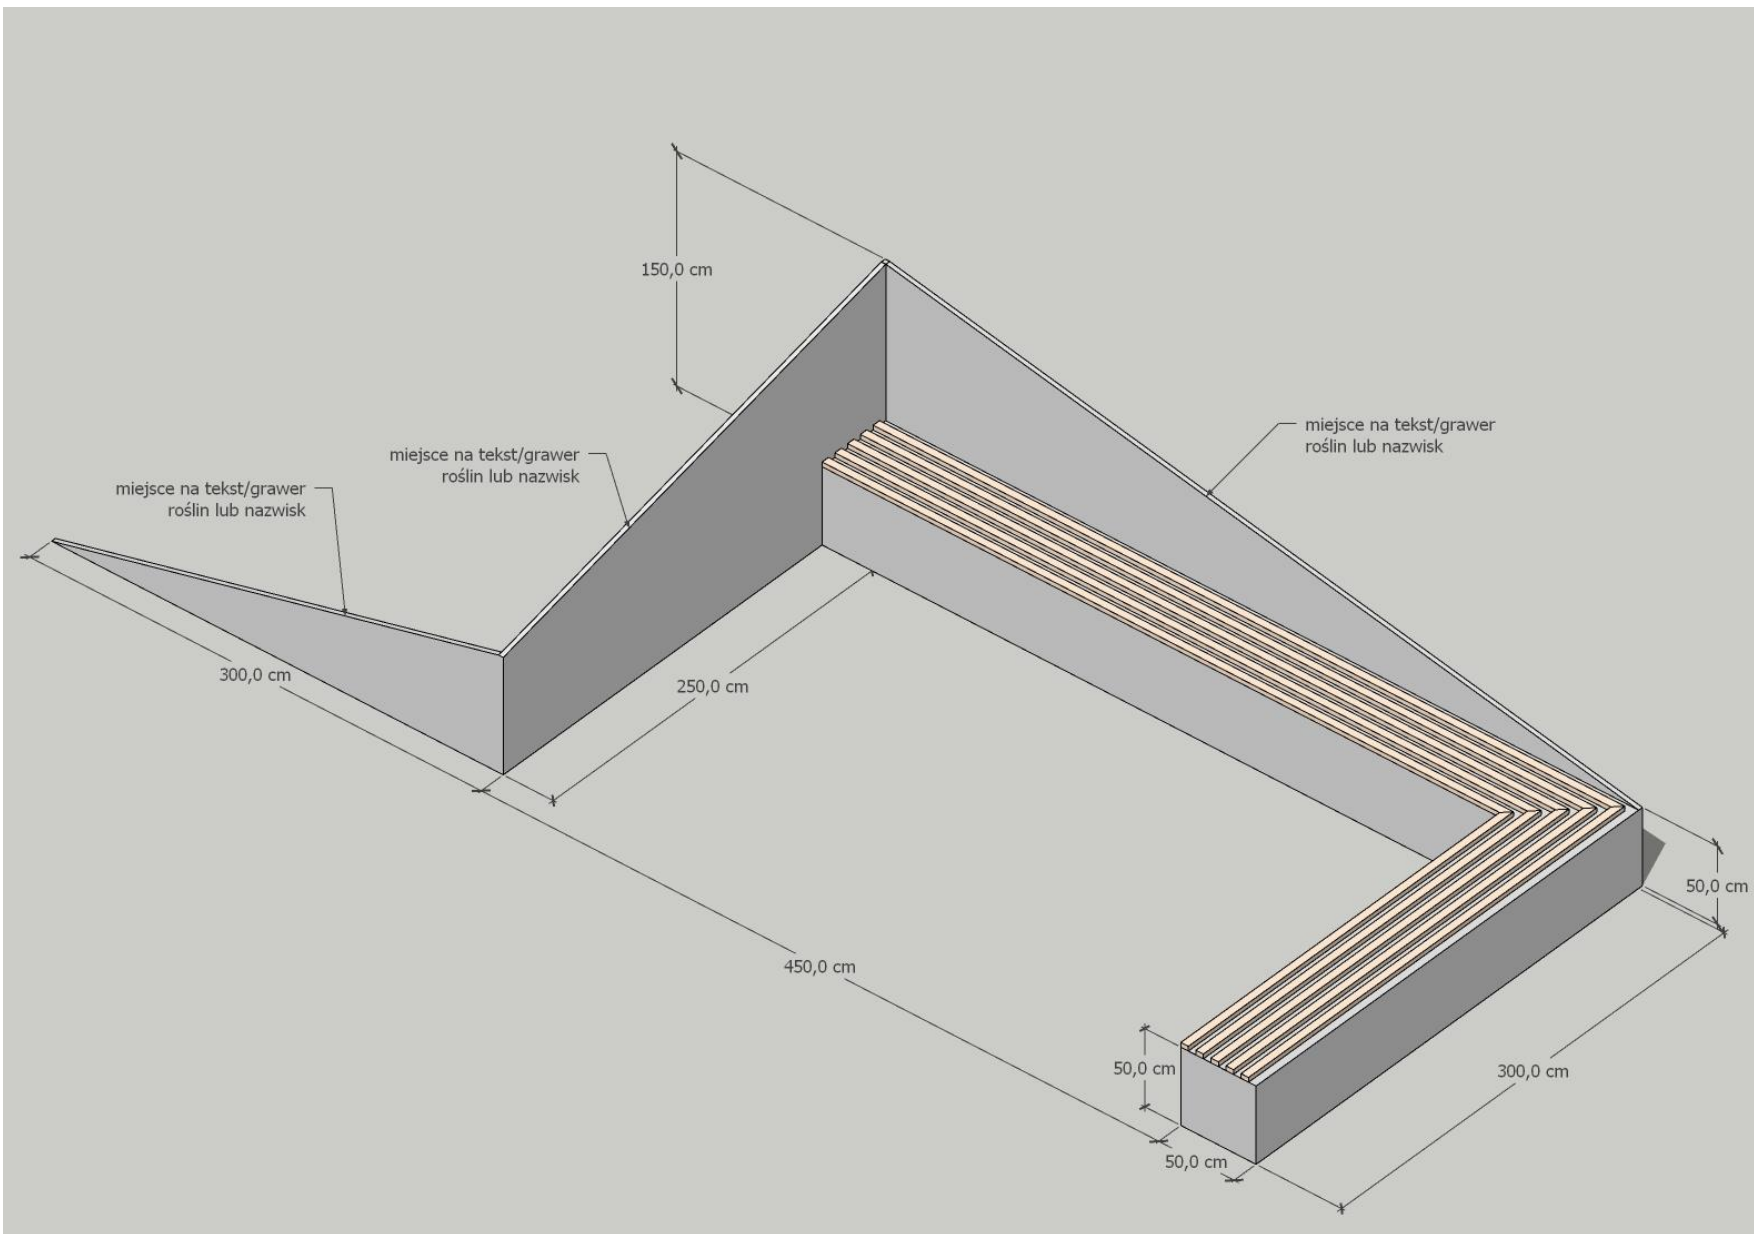 150,0 cm
miejsce na tekst/grawer
roślin lub nazwisk
miejsce na tekst/grawer
roślin lub nazwisk
miejsce na tekst/grawer
roślin lub nazwisk
300,0 cm
250,0 cm
50,0 cm
450,0 cm
50,0 cm
300,0 cm
50,0 cm